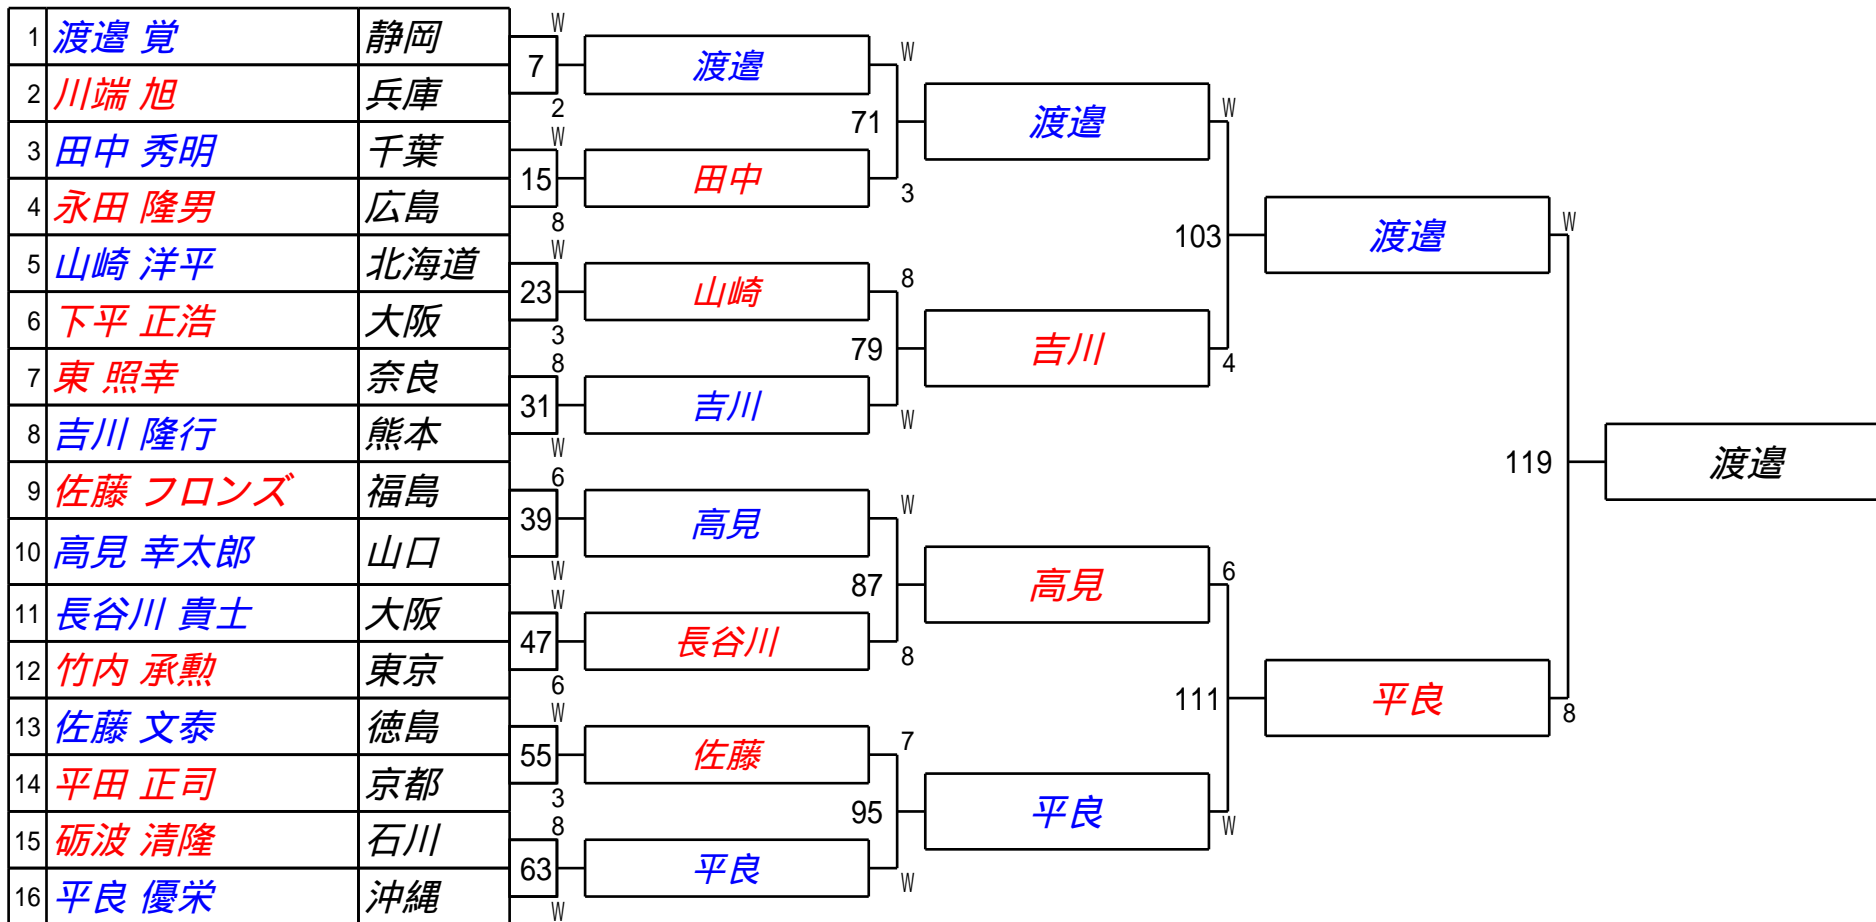 1 渡邉 覚 静岡
2 川端 旭 兵庫
3 田中 秀明 千葉
4 永田 隆男 広島
5 山崎 洋平 北海道
6 下平 正浩 大阪
7 東 照幸 奈良
8 吉川 隆行 熊本
9 佐藤 フロンズ 福島
10 高見 幸太郎 山口
11 長谷川 貴士 大阪
12 竹内 承勲 東京
13 佐藤 文泰 徳島
14 平田 正司 京都
15 砺波 清隆 石川
16 平良 優栄 沖縄
W
7
2
W
15
8
W
23
3
8
31
W
6
39
W
W
47
6
W
55
3
8
63
W
渡邉
W
71
田中
3
山崎
8
79
吉川
W
高見
W
87
長谷川
8
佐藤
7
95
平良
W
渡邉
W
103
吉川
4
高見
6
111
平良
W
渡邉
W
119
平良
8
渡邉